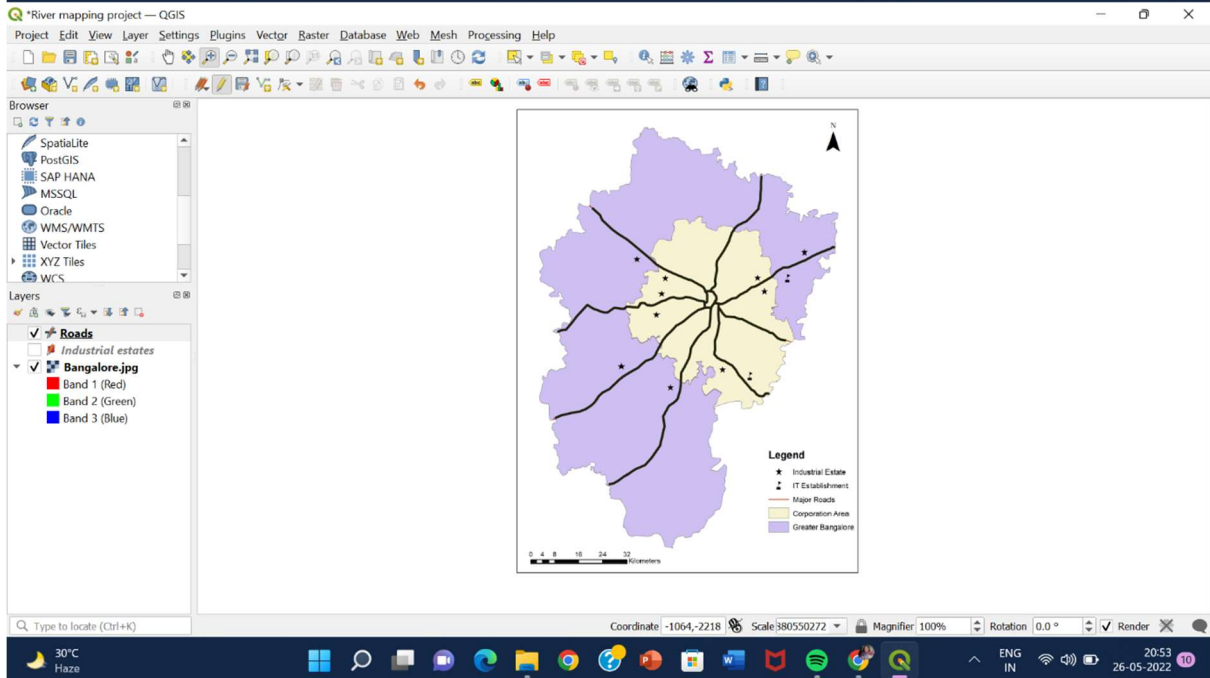 *River mapping project — QGIS
Project Edit View Layer Settings Plugins Vector Raster Database Web Mesh Processing Help
Browser
SpatiaLite
PostGIS
SAP HANA
MSSQL
Oracle
WMS/WMTS
Vector Tiles
XYZ Tiles
WCS
Layers
Roads
Industrial estates
Bangalore.jpg
Band 1 (Red)
Band 2 (Green)
Band 3 (Blue)
N
Legend
Industrial Estate
IT Establishment
Major Roads
Corporation Area
Greater Bangalore
0 4 8 16 24 32
Kilometers
Type to locate (Ctrl+K)
Coordinate -1064,-2218 Scale 380550272 Magnifier 100% Rotation 0.0 ° Render
30°C
Haze
ENG
IN
20:53
26-05-2022
10